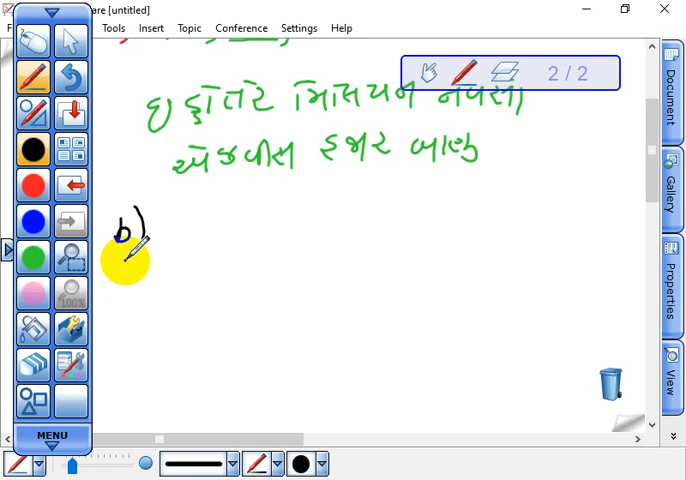 are [untitled]
Tools Insert Topic Conference Settings Help
2 / 2
મિલિયન નવસો
એકવીસ હજાર બાણુ
b)
100%
Document
Gallery
Properties
View
MENU